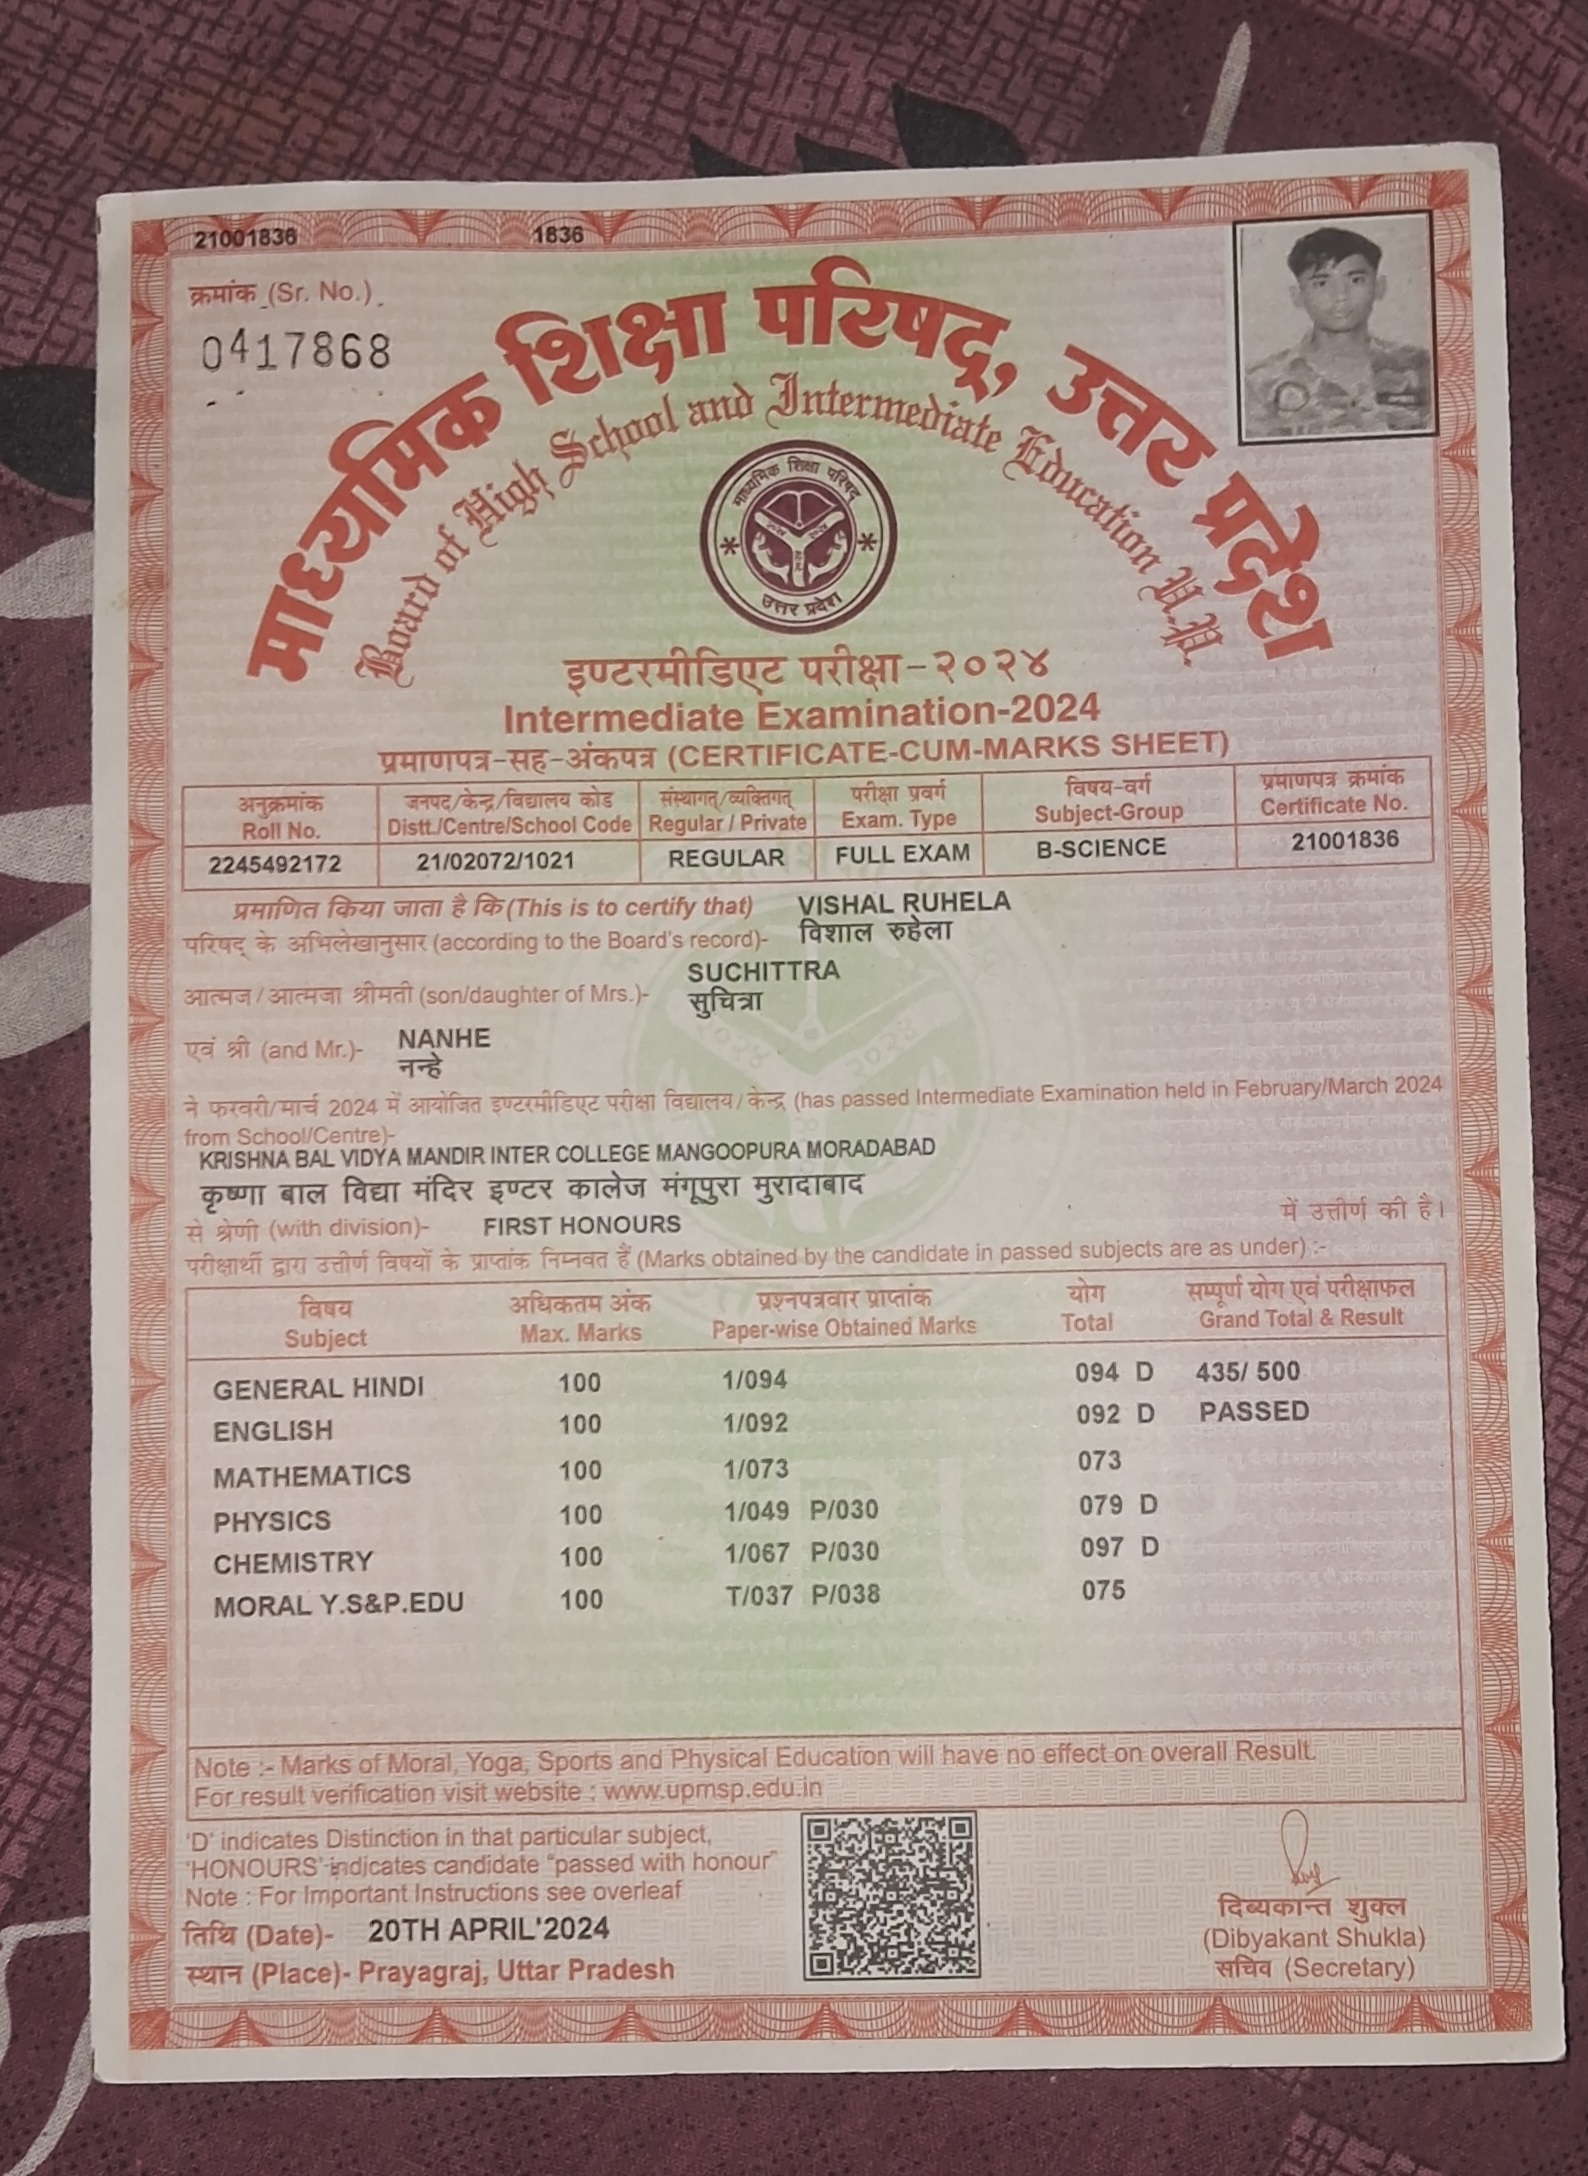 21001836 1836
क्रमांक (Sr. No.)
0417868
माध्यमिक शिक्षा परिषद्, उत्तर प्रदेश
Board of High School and Intermediate Education U.P.
माध्यमिक शिक्षा परिषद्
उत्तर प्रदेश
इण्टरमीडिएट परीक्षा-२०२४
Intermediate Examination-2024
प्रमाणपत्र-सह-अंकपत्र (CERTIFICATE-CUM-MARKS SHEET)
अनुक्रमांक जनपद/केन्द्र/विद्यालय कोड संस्थागत्/व्यक्तिगत् परीक्षा प्रवर्ग विषय-वर्ग प्रमाणपत्र क्रमांक
Roll No. Distt./Centre/School Code Regular / Private Exam. Type Subject-Group Certificate No.
2245492172 21/02072/1021 REGULAR FULL EXAM B-SCIENCE 21001836
प्रमाणित किया जाता है कि (This is to certify that) VISHAL RUHELA
परिषद् के अभिलेखानुसार (according to the Board's record)- विशाल रुहेला
SUCHITTRA
आत्मज/आत्मजा श्रीमती (son/daughter of Mrs.)- सुचित्रा
एवं श्री (and Mr.)- NANHE
नन्हे
ने फरवरी/मार्च 2024 में आयोजित इण्टरमीडिएट परीक्षा विद्यालय/केन्द्र (has passed Intermediate Examination held in February/March 2024
from School/Centre)-
KRISHNA BAL VIDYA MANDIR INTER COLLEGE MANGOOPURA MORADABAD
कृष्णा बाल विद्या मंदिर इण्टर कालेज मंगूपुरा मुरादाबाद
से श्रेणी (with division)- FIRST HONOURS में उत्तीर्ण की है।
परीक्षार्थी द्वारा उत्तीर्ण विषयों के प्राप्तांक निम्नवत हैं (Marks obtained by the candidate in passed subjects are as under) :-
विषय अधिकतम अंक प्रश्नपत्रवार प्राप्तांक योग सम्पूर्ण योग एवं परीक्षाफल
Subject Max. Marks Paper-wise Obtained Marks Total Grand Total & Result
GENERAL HINDI 100 1/094 094 D 435/ 500
ENGLISH 100 1/092 092 D PASSED
MATHEMATICS 100 1/073 073
PHYSICS 100 1/049 P/030 079 D
CHEMISTRY 100 1/067 P/030 097 D
MORAL Y.S&P.EDU 100 T/037 P/038 075
Note :- Marks of Moral, Yoga, Sports and Physical Education will have no effect on overall Result.
For result verification visit website : www.upmsp.edu.in
'D' indicates Distinction in that particular subject,
'HONOURS' indicates candidate "passed with honour"
Note : For Important Instructions see overleaf
तिथि (Date)- 20TH APRIL'2024
स्थान (Place)- Prayagraj, Uttar Pradesh
दिब्यकान्त शुक्ल
(Dibyakant Shukla)
सचिव (Secretary)